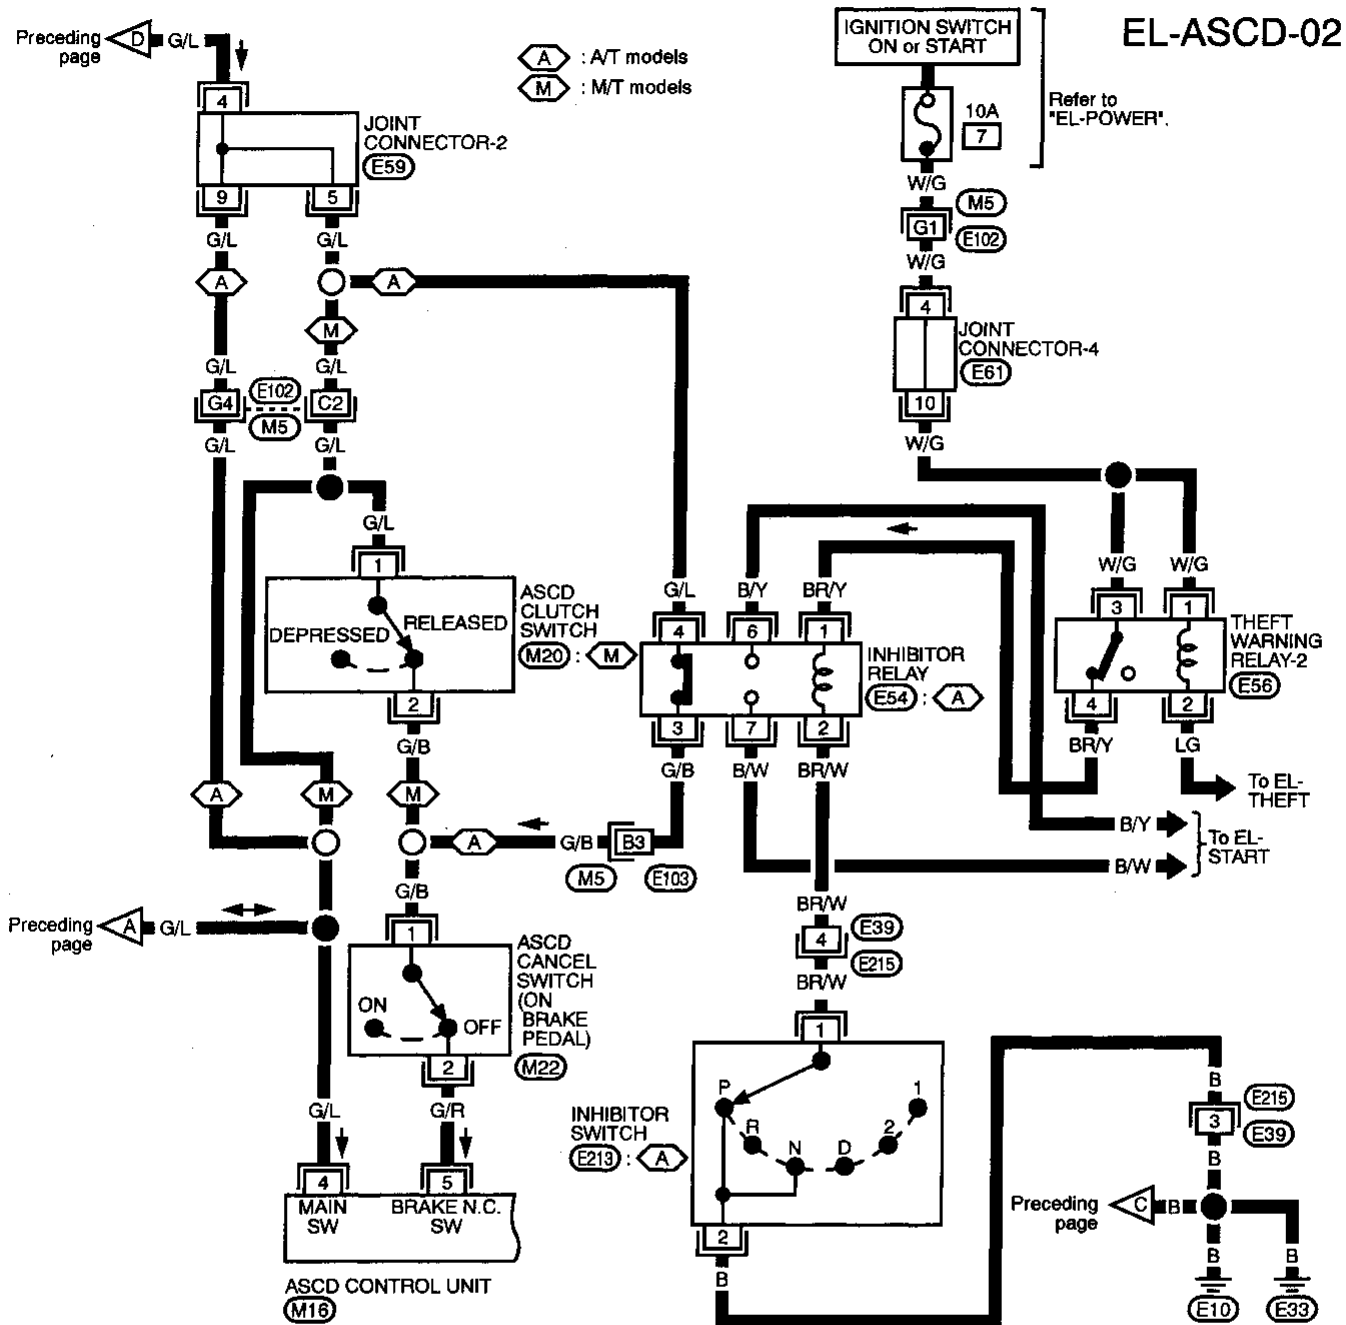 EL-ASCD-02
Preceding
page
D
G/L
A : A/T models
M : M/T models
IGNITION SWITCH
ON or START
10A
7
Refer to
"EL-POWER".
W/G
G1
M5
E102
W/G
4
JOINT
CONNECTOR-2
E59
9
5
G/L
G/L
A
A
M
G/L
G/L
G4
E102
M5
C2
G/L
G/L
4
JOINT
CONNECTOR-4
E61
10
W/G
G/L
1
DEPRESSED
RELEASED
ASCD
CLUTCH
SWITCH
M20 : M
2
G/B
G/L
B/Y
BR/Y
4
6
1
INHIBITOR
RELAY
E54 : A
3
7
2
G/B
B/W
BR/W
W/G
W/G
3
1
THEFT
WARNING
RELAY-2
E56
4
2
BR/Y
LG
To EL-
THEFT
B/Y
B/W
To EL-
START
A
M
M
A
G/B
B3
M5
E103
G/B
Preceding
page
A
G/L
1
ON
OFF
ASCD
CANCEL
SWITCH
(ON
BRAKE
PEDAL)
M22
2
G/L
G/R
4
5
MAIN
SW
BRAKE N.C.
SW
ASCD CONTROL UNIT
M16
BR/W
4
E39
E215
BR/W
1
P
R
N
D
2
1
INHIBITOR
SWITCH
E213 : A
2
B
B
3
E215
E39
B
Preceding
page
C
B
B
B
E10
E33